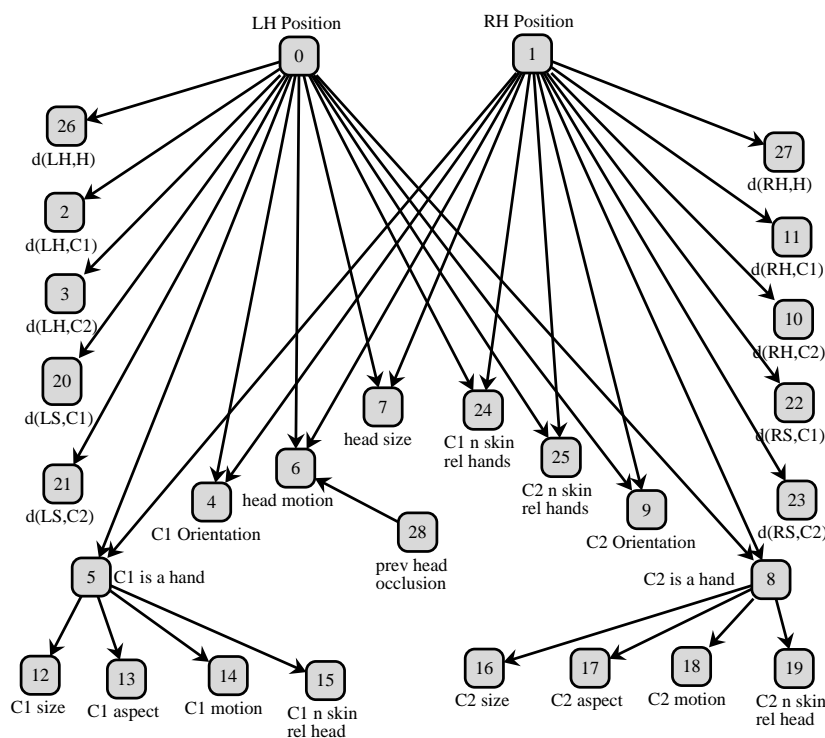 LH Position
RH Position
0
1
26
d(LH,H)
27
d(RH,H)
2
d(LH,C1)
11
d(RH,C1)
3
d(LH,C2)
10
d(RH,C2)
20
d(LS,C1)
22
d(RS,C1)
7
head size
24
C1 n skin
rel hands
25
C2 n skin
rel hands
21
d(LS,C2)
6
head motion
23
d(RS,C2)
4
C1 Orientation
9
C2 Orientation
28
prev head
occlusion
5
C1 is a hand
C2 is a hand
8
12
C1 size
13
C1 aspect
14
C1 motion
15
C1 n skin
rel head
16
C2 size
17
C2 aspect
18
C2 motion
19
C2 n skin
rel head